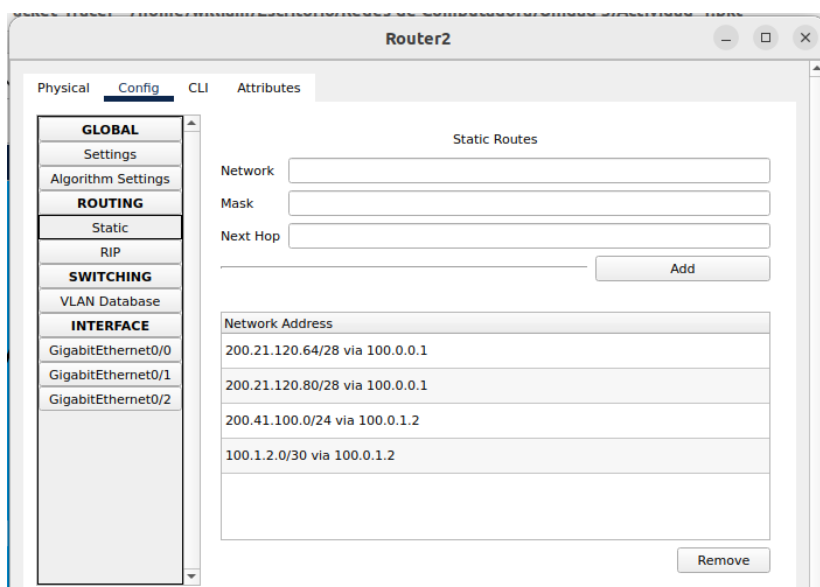 Router2
Physical Config CLI Attributes
GLOBAL
Settings
Algorithm Settings
ROUTING
Static
RIP
SWITCHING
VLAN Database
INTERFACE
GigabitEthernet0/0
GigabitEthernet0/1
GigabitEthernet0/2
Static Routes
Network
Mask
Next Hop
Add
Network Address
200.21.120.64/28 via 100.0.0.1
200.21.120.80/28 via 100.0.0.1
200.41.100.0/24 via 100.0.1.2
100.1.2.0/30 via 100.0.1.2
Remove